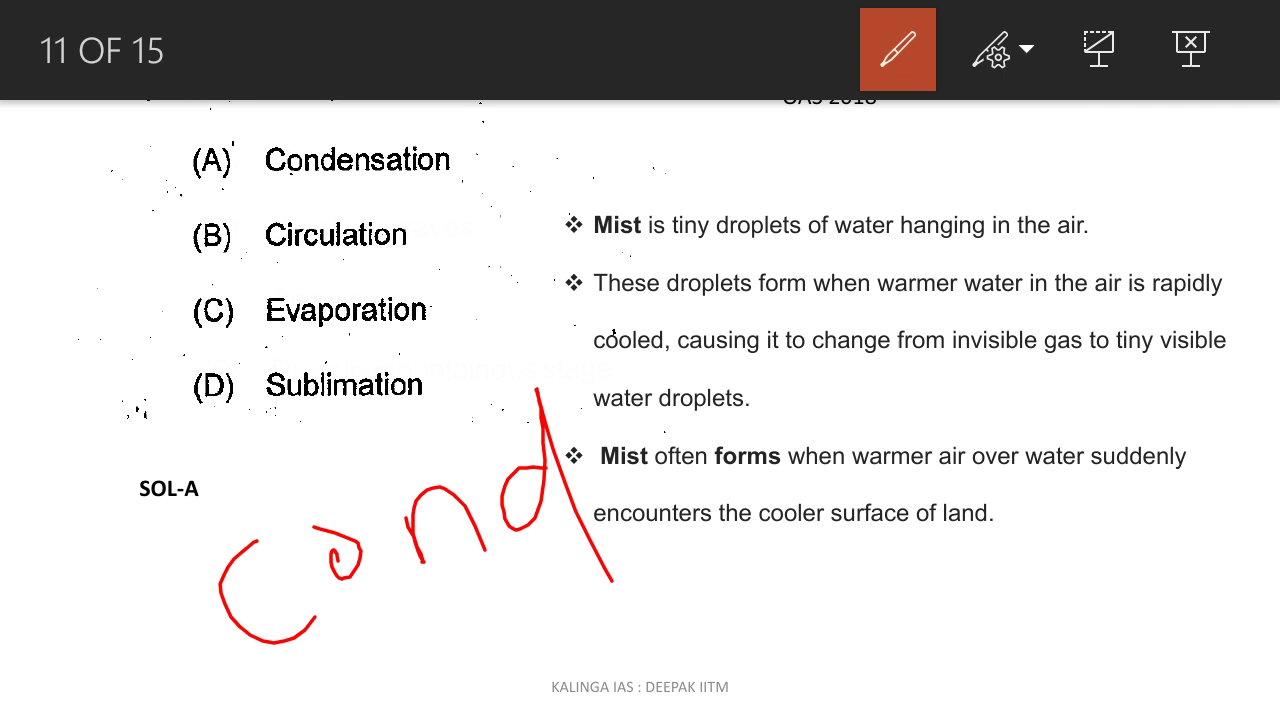 11 OF 15
OAS 2018
(A) Condensation
(B) Circulation
(C) Evaporation
(D) Sublimation
SOL-A
❖ Mist is tiny droplets of water hanging in the air.
❖ These droplets form when warmer water in the air is rapidly
cooled, causing it to change from invisible gas to tiny visible
water droplets.
❖ Mist often forms when warmer air over water suddenly
encounters the cooler surface of land.
cond
KALINGA IAS : DEEPAK IITM